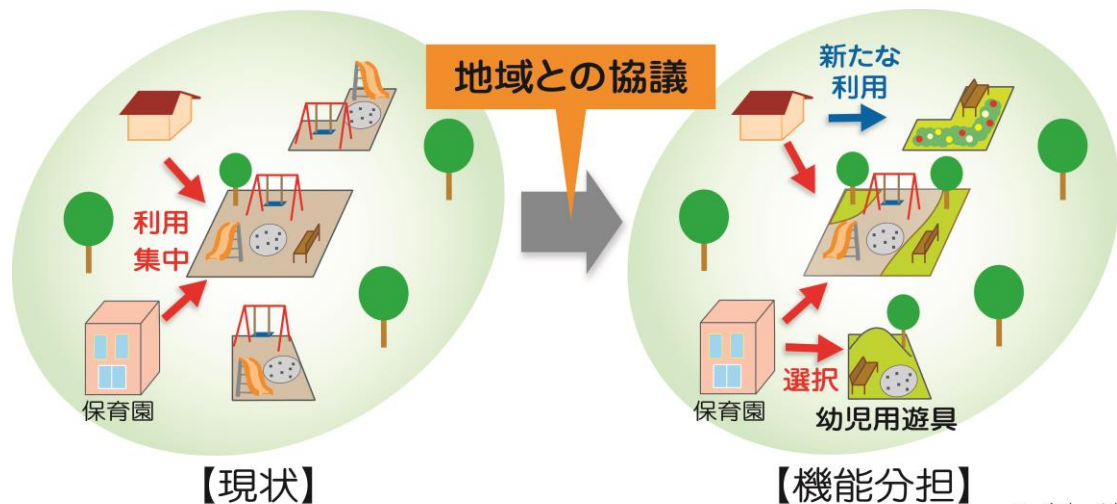 地域との協議
新たな
利用
利用
集中
保育園
選択
保育園
幼児用遊具
【現状】
【機能分担】